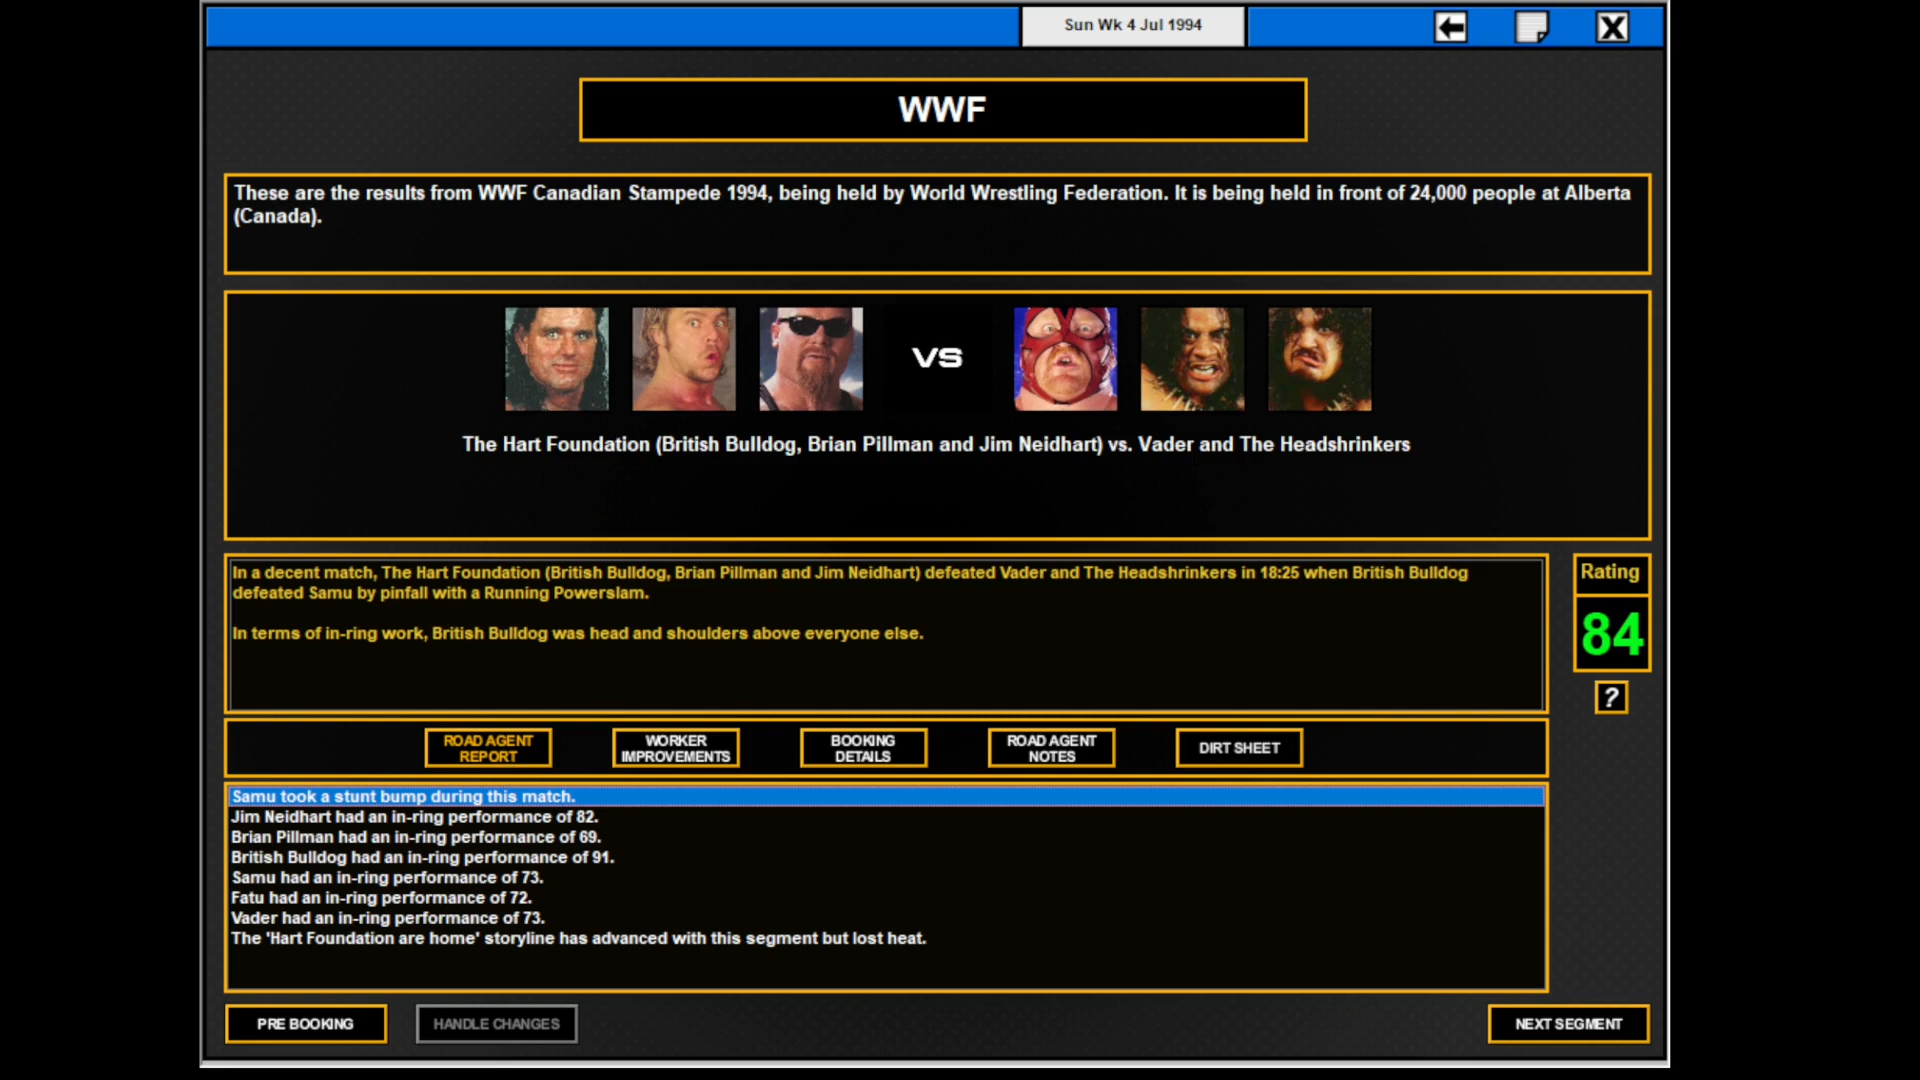 Sun Wk 4 Jul 1994
WWF
These are the results from WWF Canadian Stampede 1994, being held by World Wrestling Federation. It is being held in front of 24,000 people at Alberta
(Canada).
VS
The Hart Foundation (British Bulldog, Brian Pillman and Jim Neidhart) vs. Vader and The Headshrinkers
In a decent match, The Hart Foundation (British Bulldog, Brian Pillman and Jim Neidhart) defeated Vader and The Headshrinkers in 18:25 when British Bulldog
defeated Samu by pinfall with a Running Powerslam.
In terms of in-ring work, British Bulldog was head and shoulders above everyone else.
Rating
84
?
ROAD AGENT
REPORT
WORKER
IMPROVEMENTS
BOOKING
DETAILS
ROAD AGENT
NOTES
DIRT SHEET
Samu took a stunt bump during this match.
Jim Neidhart had an in-ring performance of 82.
Brian Pillman had an in-ring performance of 69.
British Bulldog had an in-ring performance of 91.
Samu had an in-ring performance of 73.
Fatu had an in-ring performance of 72.
Vader had an in-ring performance of 73.
The 'Hart Foundation are home' storyline has advanced with this segment but lost heat.
PRE BOOKING
HANDLE CHANGES
NEXT SEGMENT